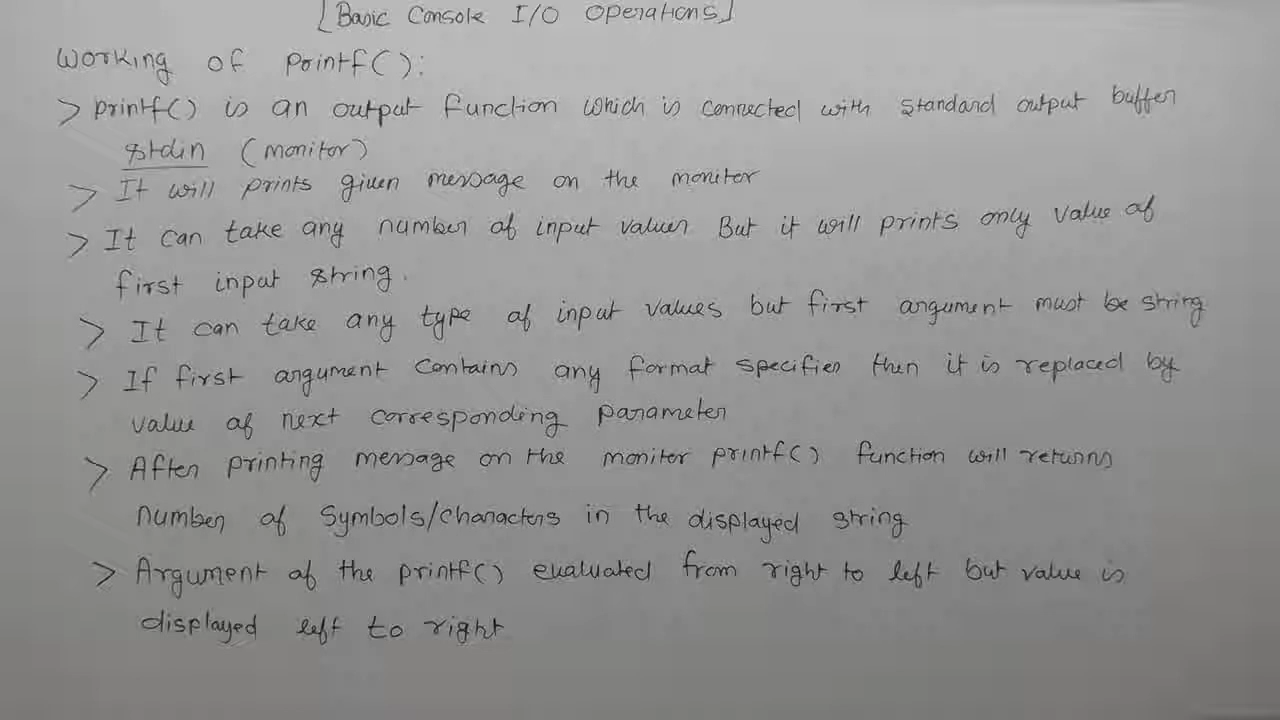 [Basic Console I/O Operations]
Working of printf():
> printf() is an output function which is connected with standard output buffer
stdin (monitor)
> It will prints given message on the monitor
> It can take any number of input values But it will prints only value of
first input string.
> It can take any type of input values but first argument must be string
> If first argument contains any format specifier then it is replaced by
value of next corresponding parameter
> After printing message on the moniter printf() function will returns
number of symbols/characters in the displayed string
> Argument of the printf() evaluated from right to left but value is
displayed left to right